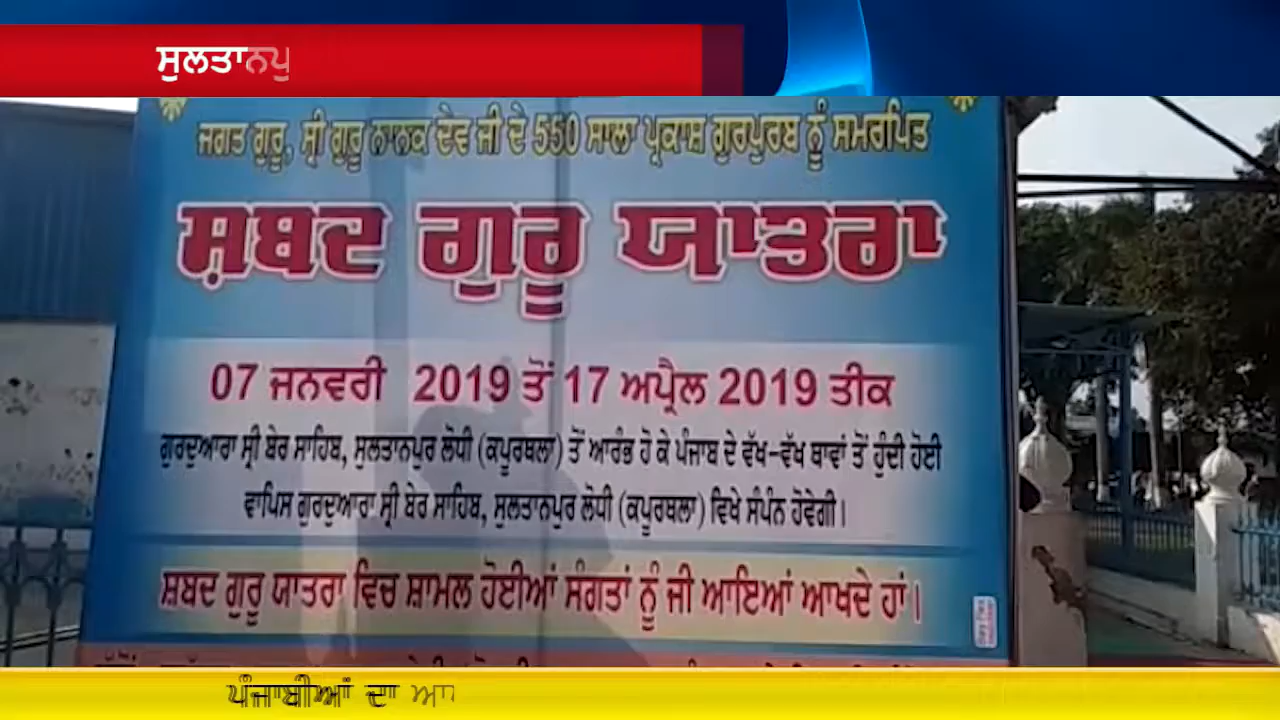 ਸੁਲਤਾਨਪੁ
ਜਗਤ ਗੁਰੂ, ਸ੍ਰੀ ਗੁਰੂ ਨਾਨਕ ਦੇਵ ਜੀ ਦੇ 550 ਸਾਲਾ ਪ੍ਰਕਾਸ਼ ਗੁਰਪੁਰਬ ਨੂੰ ਸਮਰਪਿਤ
ਸ਼ਬਦ ਗੁਰੂ ਯਾਤਰਾ
07 ਜਨਵਰੀ 2019 ਤੋਂ 17 ਅਪ੍ਰੈਲ 2019 ਤੀਕ
ਗੁਰਦੁਆਰਾ ਸ੍ਰੀ ਬੇਰ ਸਾਹਿਬ, ਸੁਲਤਾਨਪੁਰ ਲੋਧੀ (ਕਪੂਰਥਲਾ) ਤੋਂ ਆਰੰਭ ਹੋ ਕੇ ਪੰਜਾਬ ਦੇ ਵੱਖ-ਵੱਖ ਥਾਵਾਂ ਤੋਂ ਹੁੰਦੀ ਹੋਈ
ਵਾਪਿਸ ਗੁਰਦੁਆਰਾ ਸ੍ਰੀ ਬੇਰ ਸਾਹਿਬ, ਸੁਲਤਾਨਪੁਰ ਲੋਧੀ (ਕਪੂਰਥਲਾ) ਵਿਖੇ ਸੰਪੰਨ ਹੋਵੇਗੀ।
ਸ਼ਬਦ ਗੁਰੂ ਯਾਤਰਾ ਵਿਚ ਸ਼ਾਮਲ ਹੋਈਆਂ ਸੰਗਤਾਂ ਨੂੰ ਜੀ ਆਇਆਂ ਆਖਦੇ ਹਾਂ।
ਪੰਜਾਬੀਆਂ ਦਾ ਆ